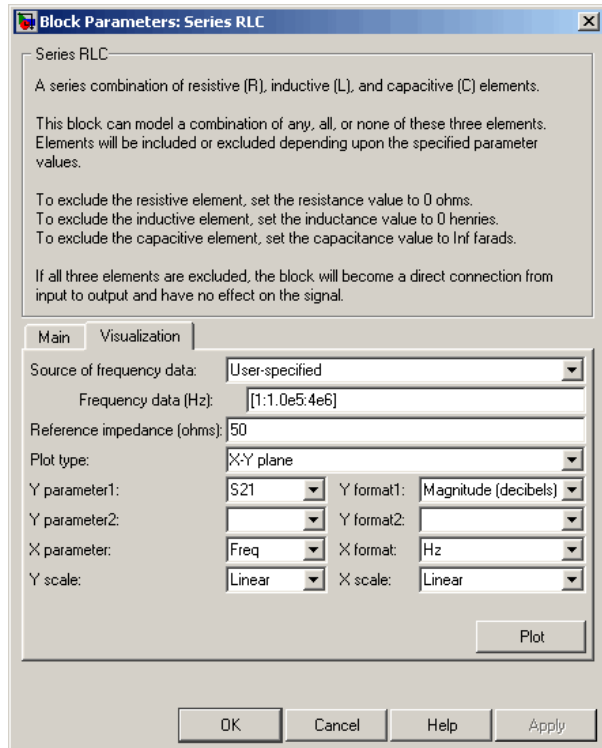 Block Parameters: Series RLC
Series RLC
A series combination of resistive (R), inductive (L), and capacitive (C) elements.
This block can model a combination of any, all, or none of these three elements.
Elements will be included or excluded depending upon the specified parameter
values.
To exclude the resistive element, set the resistance value to 0 ohms.
To exclude the inductive element, set the inductance value to 0 henries.
To exclude the capacitive element, set the capacitance value to Inf farads.
If all three elements are excluded, the block will become a direct connection from
input to output and have no effect on the signal.
Main Visualization
Source of frequency data: User-specified
Frequency data (Hz): [1:1.0e5:4e6]
Reference impedance (ohms): 50
Plot type: X-Y plane
Y parameter1: S21 Y format1: Magnitude (decibels)
Y parameter2: Y format2:
X parameter: Freq X format: Hz
Y scale: Linear X scale: Linear
Plot
OK Cancel Help Apply